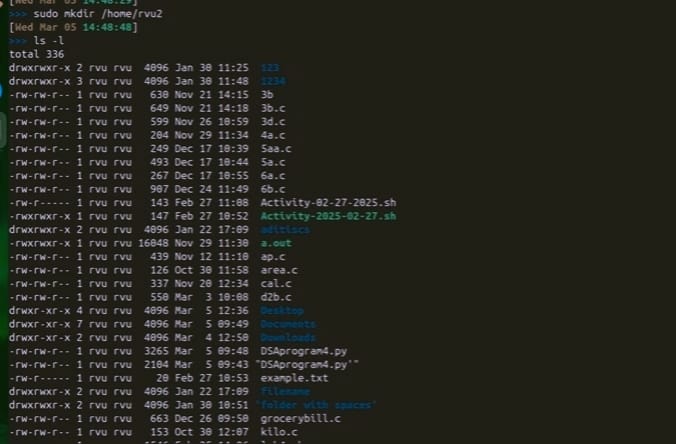 [Wed Mar 05 14:48:29]
>>> sudo mkdir /home/rvu2
[Wed Mar 05 14:48:48]
>>> ls -l
total 336
drwxrwxr-x 2 rvu rvu 4096 Jan 30 11:25 123
drwxrwxr-x 3 rvu rvu 4096 Jan 30 11:48 1234
-rw-rw-r-- 1 rvu rvu 630 Nov 21 14:15 3b
-rw-rw-r-- 1 rvu rvu 649 Nov 21 14:18 3b.c
-rw-rw-r-- 1 rvu rvu 599 Nov 26 10:59 3d.c
-rw-rw-r-- 1 rvu rvu 204 Nov 29 11:34 4a.c
-rw-rw-r-- 1 rvu rvu 249 Dec 17 10:39 5aa.c
-rw-rw-r-- 1 rvu rvu 493 Dec 17 10:44 5a.c
-rw-rw-r-- 1 rvu rvu 267 Dec 17 10:55 6a.c
-rw-rw-r-- 1 rvu rvu 907 Dec 24 11:49 6b.c
-rw-r----- 1 rvu rvu 143 Feb 27 11:08 Activity-02-27-2025.sh
-rwxrwxr-x 1 rvu rvu 147 Feb 27 10:52 Activity-2025-02-27.sh
drwxrwxr-x 2 rvu rvu 4096 Jan 22 17:09 aditiscs
-rwxrwxr-x 1 rvu rvu 16048 Nov 29 11:30 a.out
-rw-rw-r-- 1 rvu rvu 439 Nov 12 11:10 ap.c
-rw-rw-r-- 1 rvu rvu 126 Oct 30 11:58 area.c
-rw-rw-r-- 1 rvu rvu 337 Nov 20 12:34 cal.c
-rw-rw-r-- 1 rvu rvu 550 Mar 3 10:08 d2b.c
drwxr-xr-x 4 rvu rvu 4096 Mar 5 12:36 Desktop
drwxr-xr-x 7 rvu rvu 4096 Mar 5 09:49 Documents
drwxr-xr-x 2 rvu rvu 4096 Mar 4 12:50 Downloads
-rw-rw-r-- 1 rvu rvu 3265 Mar 5 09:48 DSAprogram4.py
-rw-rw-r-- 1 rvu rvu 2104 Mar 5 09:43 "DSAprogram4.py'"
-rw-r----- 1 rvu rvu 20 Feb 27 10:53 example.txt
drwxrwxr-x 2 rvu rvu 4096 Jan 22 17:09 filename
drwxrwxr-x 2 rvu rvu 4096 Jan 30 10:51 'folder with spaces'
-rw-rw-r-- 1 rvu rvu 663 Dec 26 09:50 grocerybill.c
-rw-rw-r-- 1 rvu rvu 153 Oct 30 12:07 kilo.c